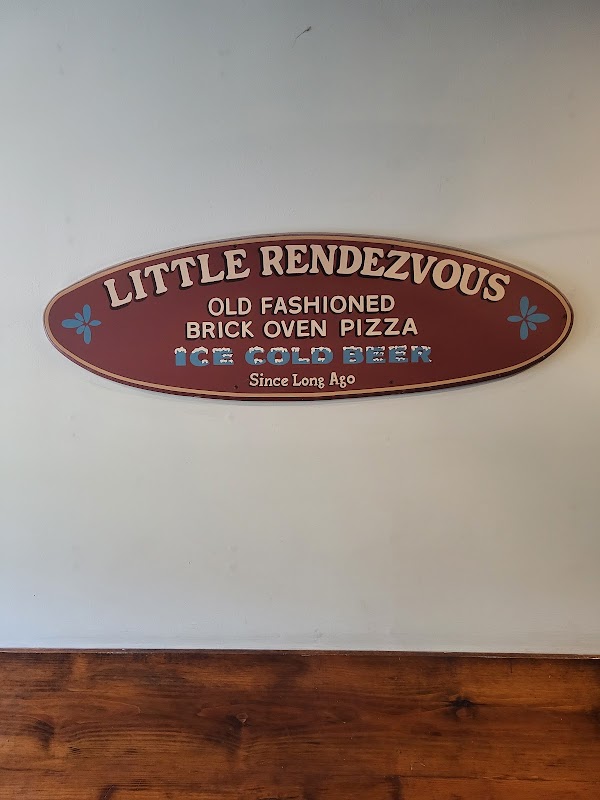 LITTLE RENDEZVOUS
OLD FASHIONED
BRICK OVEN PIZZA
ICE COLD BEER
Since Long Ago